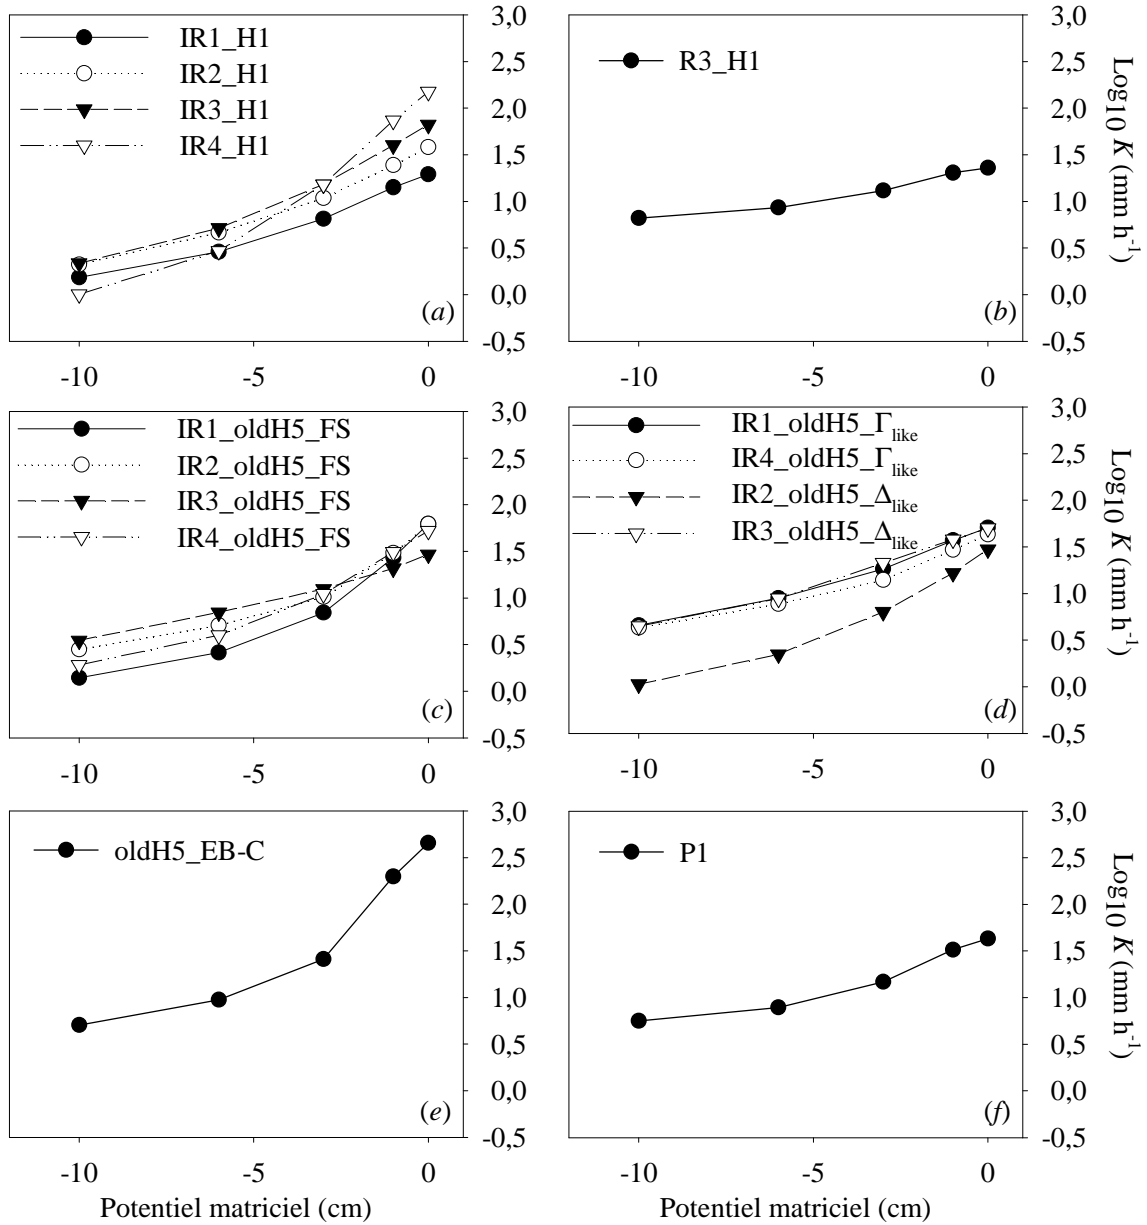 IR1_H1
IR2_H1
IR3_H1
IR4_H1
(a)
3,0
2,5
2,0
1,5
1,0
0,5
0,0
-0,5
-10
-5
0
R3_H1
(b)
3,0
2,5
2,0
1,5
1,0
0,5
0,0
-0,5
Log10 K (mm h-1)
-10
-5
0
IR1_oldH5_FS
IR2_oldH5_FS
IR3_oldH5_FS
IR4_oldH5_FS
(c)
3,0
2,5
2,0
1,5
1,0
0,5
0,0
-0,5
-10
-5
0
IR1_oldH5_Γlike
IR4_oldH5_Γlike
IR2_oldH5_Δlike
IR3_oldH5_Δlike
(d)
3,0
2,5
2,0
1,5
1,0
0,5
0,0
-0,5
Log10 K (mm h-1)
-10
-5
0
oldH5_EB-C
(e)
3,0
2,5
2,0
1,5
1,0
0,5
0,0
-0,5
-10
-5
0
Potentiel matriciel (cm)
P1
(f)
3,0
2,5
2,0
1,5
1,0
0,5
0,0
-0,5
Log10 K (mm h-1)
-10
-5
0
Potentiel matriciel (cm)